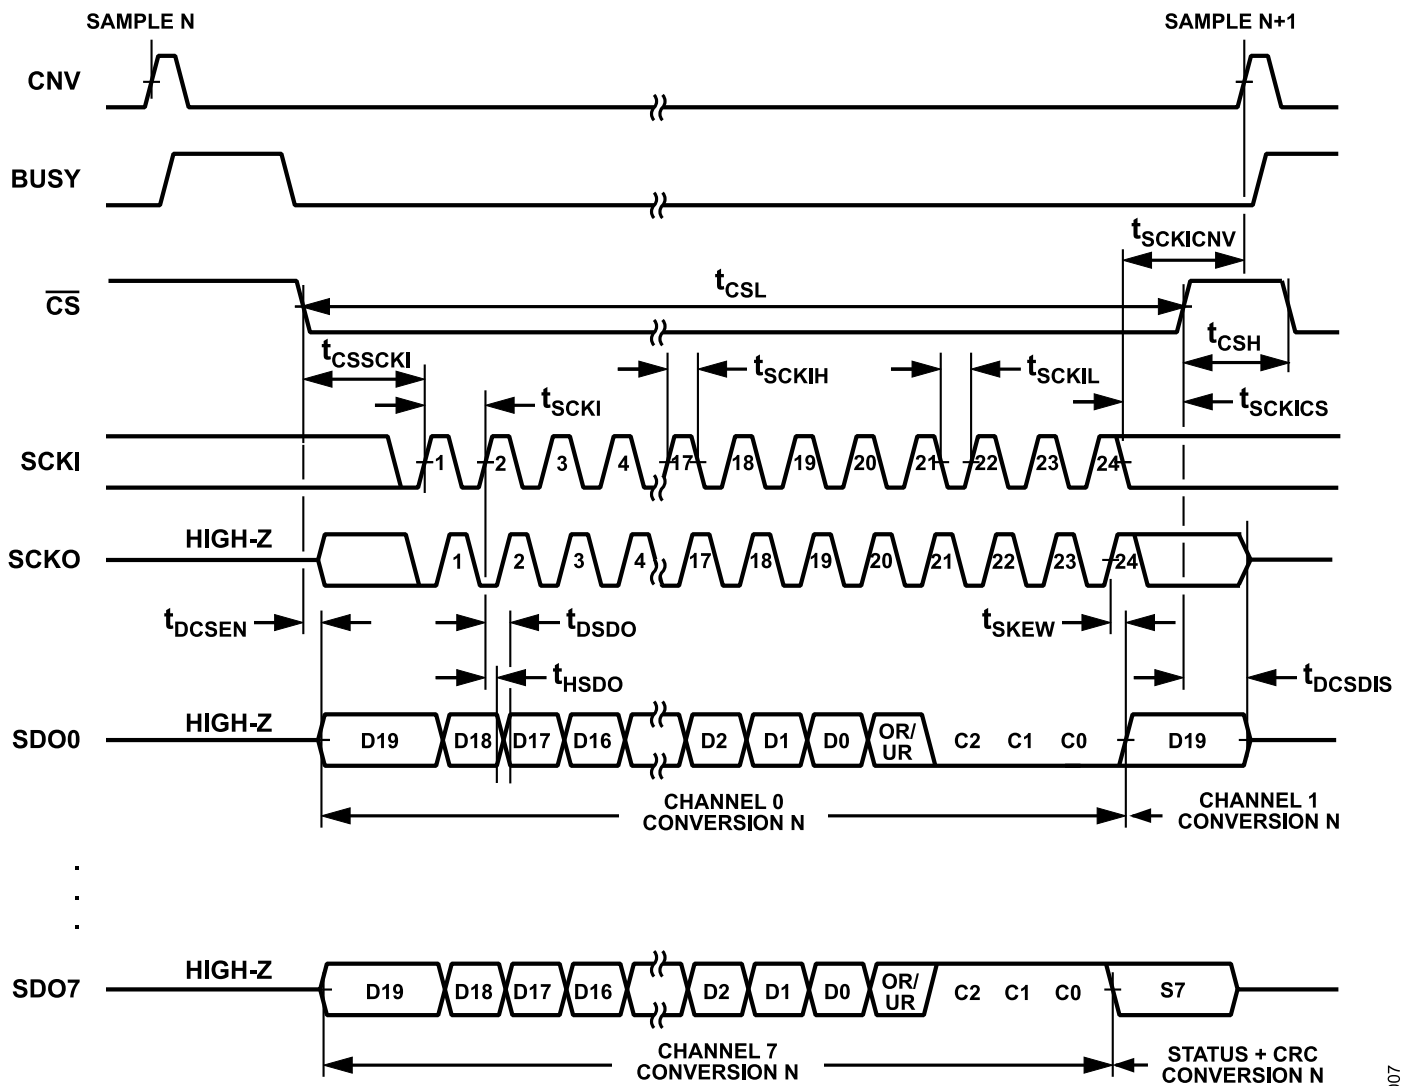 SAMPLE N
SAMPLE N+1
CNV
BUSY
tSCKICNV
CS
tCSL
tCSSCKI
tCSH
tSCKIH
tSCKIL
tSCKI
tSCKICS
SCKI
1 2 3 4 17 18 19 20 21 22 23 24
HIGH-Z
SCKO
1 2 3 4 17 18 19 20 21 22 23 24
tDCSEN
tDSDO
tSKEW
tHSDO
tDCSDIS
HIGH-Z
SDO0
D19 D18 D17 D16 D2 D1 D0 OR/ C2 C1 C0 D19
UR
CHANNEL 0
CONVERSION N
CHANNEL 1
CONVERSION N
.
.
.
HIGH-Z
SDO7
D19 D18 D17 D16 D2 D1 D0 OR/ C2 C1 C0 S7
UR
CHANNEL 7
CONVERSION N
STATUS + CRC
CONVERSION N
007